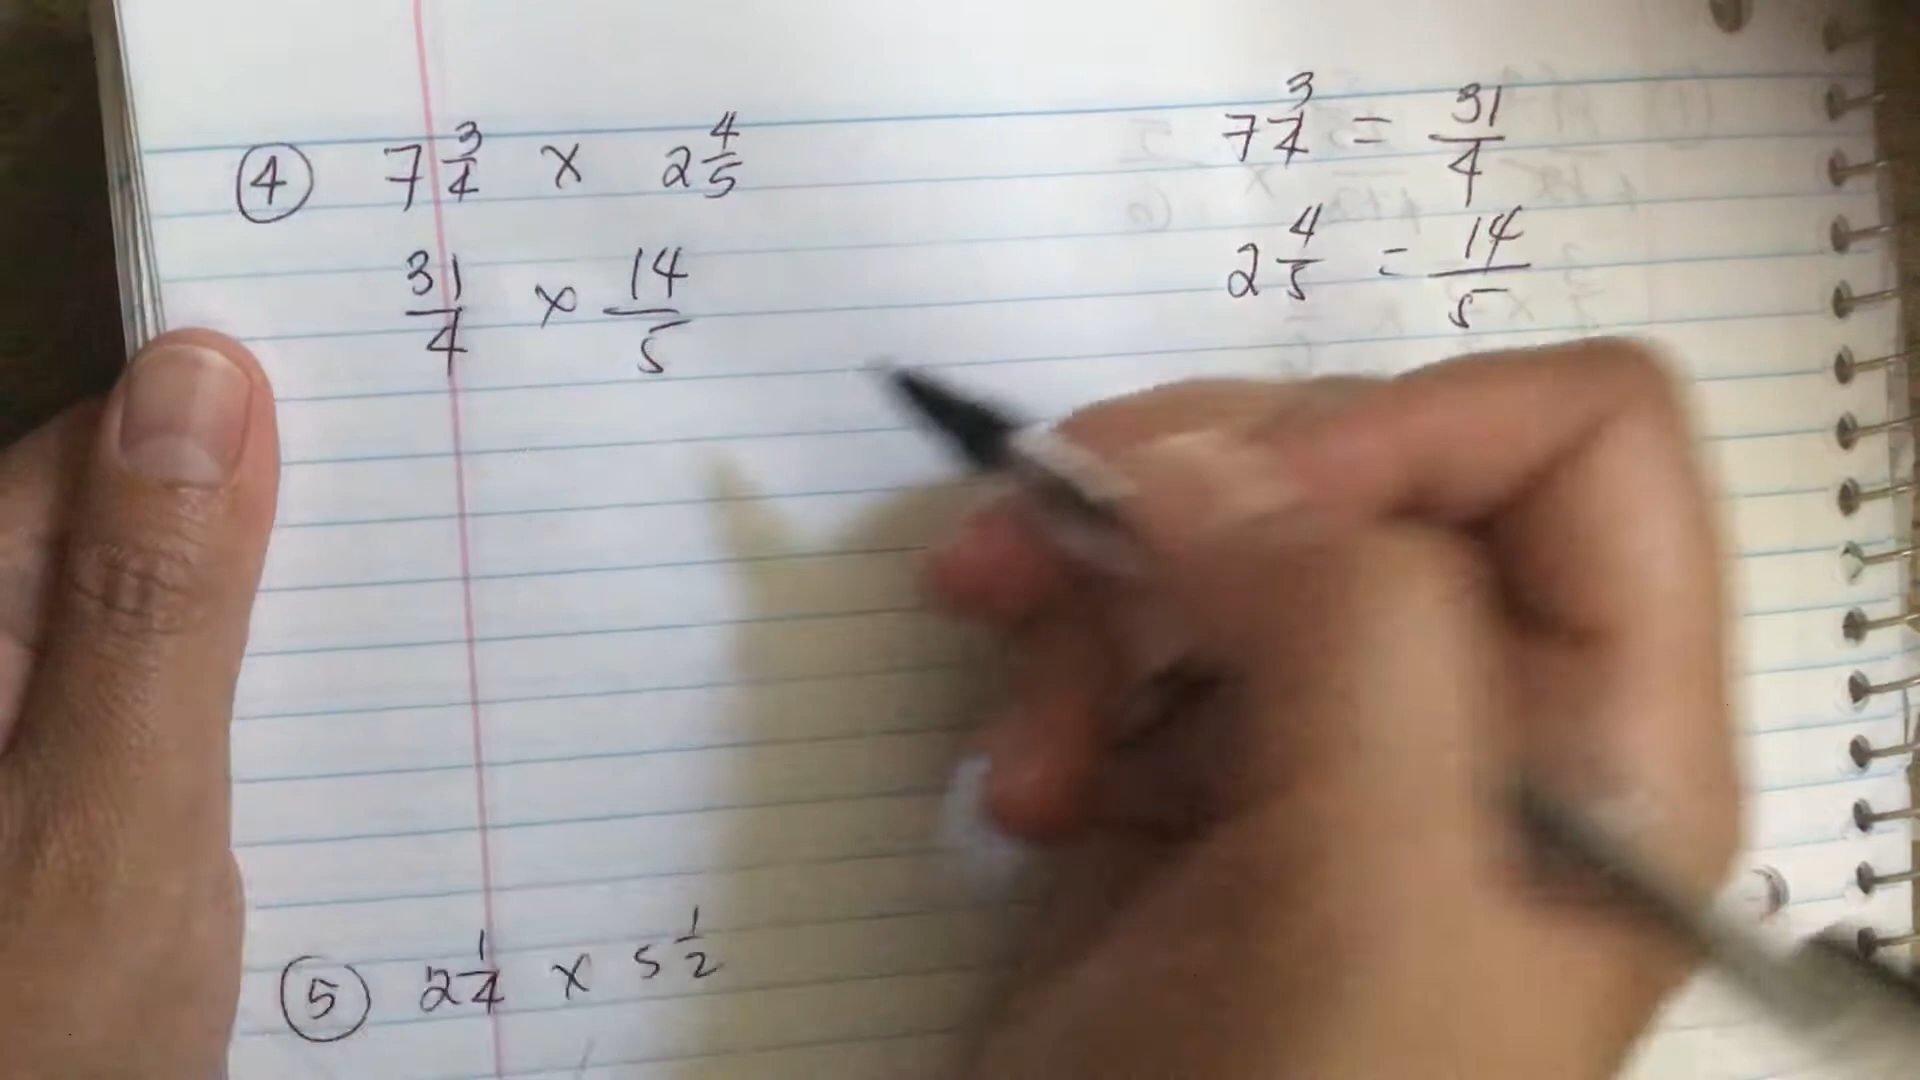 ④ 7 3/4 x 2 4/5
31/4 x 14/5
7 3/4 = 31/4
2 4/5 = 14/5
⑤ 2 1/4 x 5 1/2